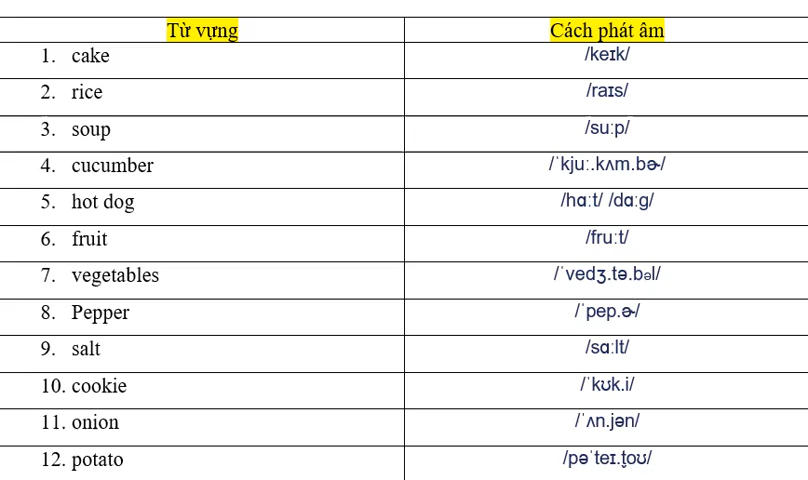 Từ vựng Cách phát âm
1. cake /keɪk/
2. rice /raɪs/
3. soup /suːp/
4. cucumber /ˈkjuː.kʌm.bɚ/
5. hot dog /hɑːt/ /dɑːɡ/
6. fruit /fruːt/
7. vegetables /ˈvedʒ.tə.bəl/
8. Pepper /ˈpep.ɚ/
9. salt /sɑːlt/
10. cookie /ˈkʊk.i/
11. onion /ˈʌn.jən/
12. potato /pəˈteɪ.t̬oʊ/